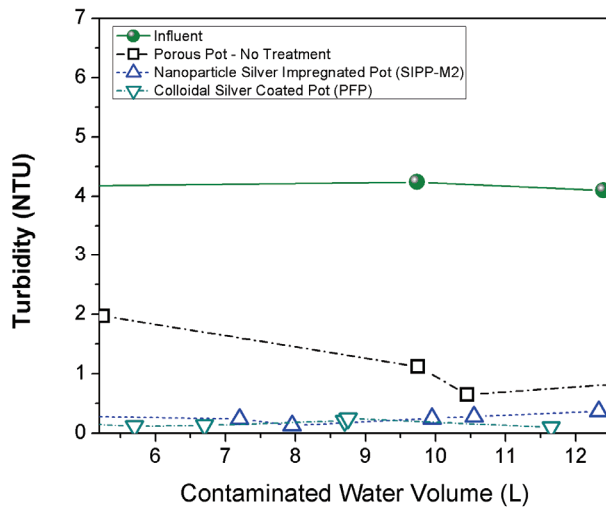 Influent
Porous Pot - No Treatment
Nanoparticle Silver Impregnated Pot (SIPP-M2)
Colloidal Silver Coated Pot (PFP)
Turbidity (NTU)
7
6
5
4
3
2
1
0
6 7 8 9 10 11 12
Contaminated Water Volume (L)